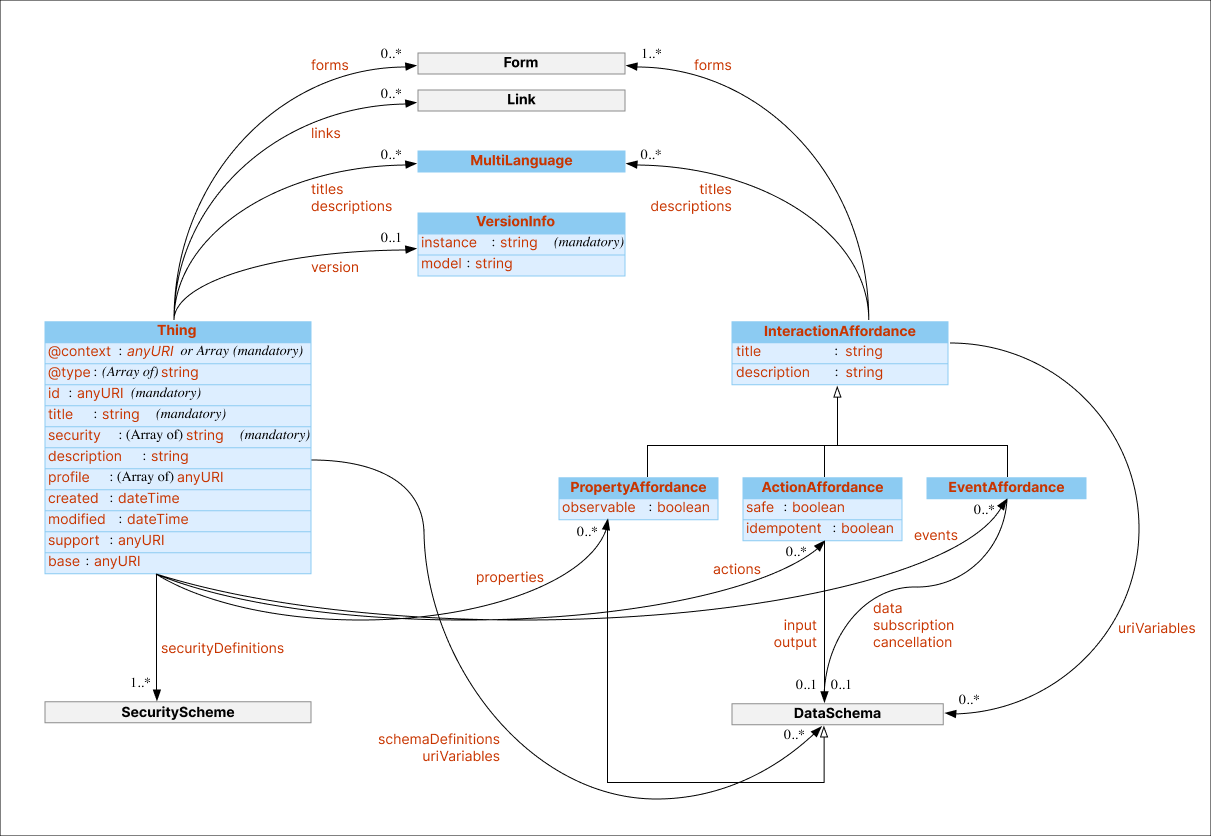 0..*
Form
1..*
forms
forms
0..*
Link
links
0..*
MultiLanguage
0..*
titles
descriptions
titles
descriptions
VersionInfo
0..1
instance : string (mandatory)
model : string
version
Thing
@context : anyURI or Array (mandatory)
@type : (Array of) string
id : anyURI (mandatory)
title : string (mandatory)
security : (Array of) string (mandatory)
description : string
profile : (Array of) anyURI
created : dateTime
modified : dateTime
support : anyURI
base : anyURI
InteractionAffordance
title : string
description : string
PropertyAffordance
observable : boolean
ActionAffordance
safe : boolean
idempotent : boolean
EventAffordance
0..*
0..*
0..*
events
actions
properties
data
subscription
cancellation
input
output
uriVariables
securityDefinitions
1..*
0..1
0..1
0..*
SecurityScheme
DataSchema
0..*
schemaDefinitions
uriVariables